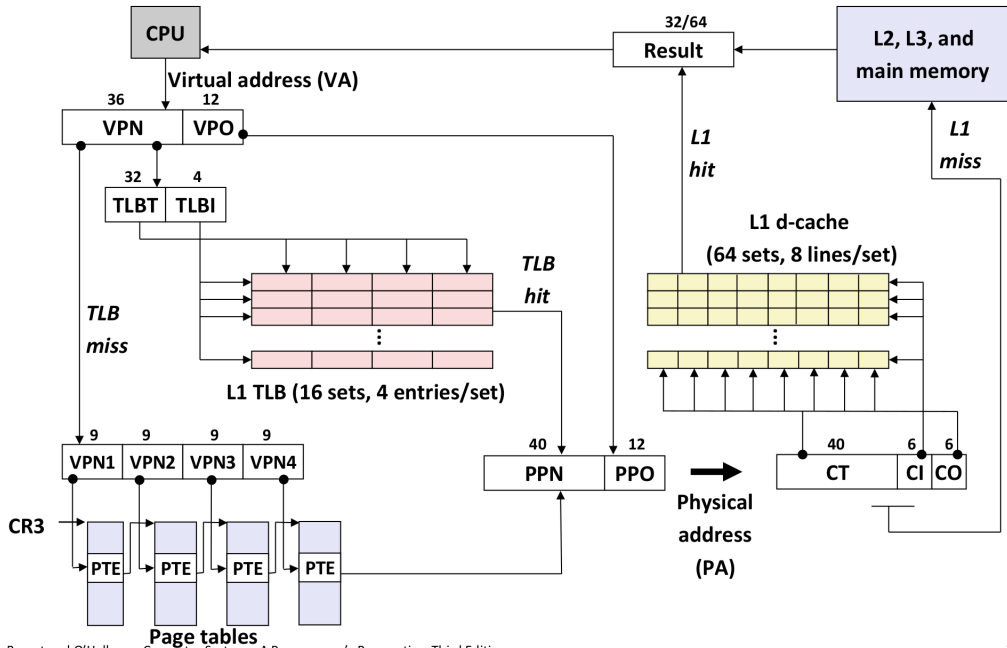 CPU
32/64
Result
L2, L3, and
main memory
Virtual address (VA)
36
12
VPN
VPO
L1
hit
L1
miss
32
4
TLBT
TLBI
L1 d-cache
(64 sets, 8 lines/set)
TLB
hit
TLB
miss
...
...
L1 TLB (16 sets, 4 entries/set)
9
9
9
9
VPN1
VPN2
VPN3
VPN4
40
12
PPN
PPO
40
6
6
CT
CI
CO
Physical
address
(PA)
CR3
PTE
PTE
PTE
PTE
Page tables